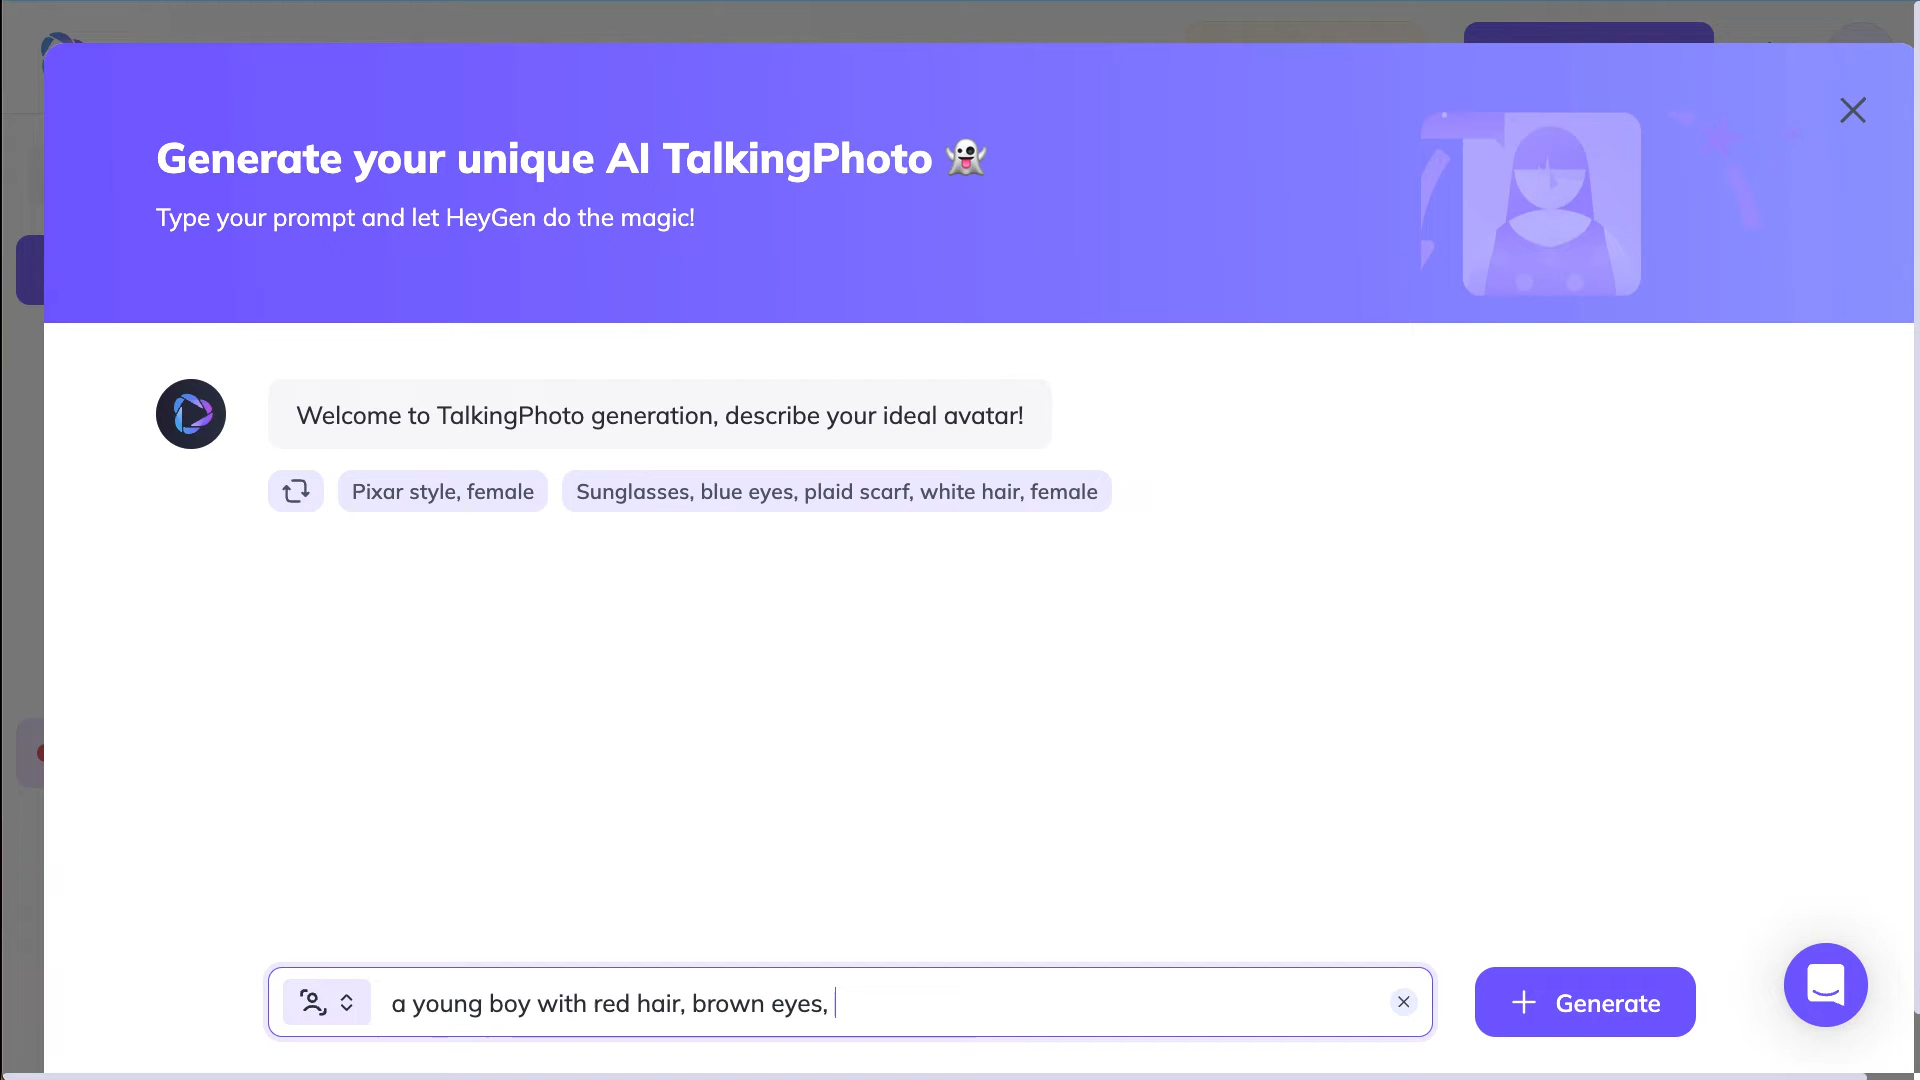 Generate your unique AI TalkingPhoto 👻
Type your prompt and let HeyGen do the magic!
Welcome to TalkingPhoto generation, describe your ideal avatar!
Pixar style, female
Sunglasses, blue eyes, plaid scarf, white hair, female
a young boy with red hair, brown eyes,
Generate